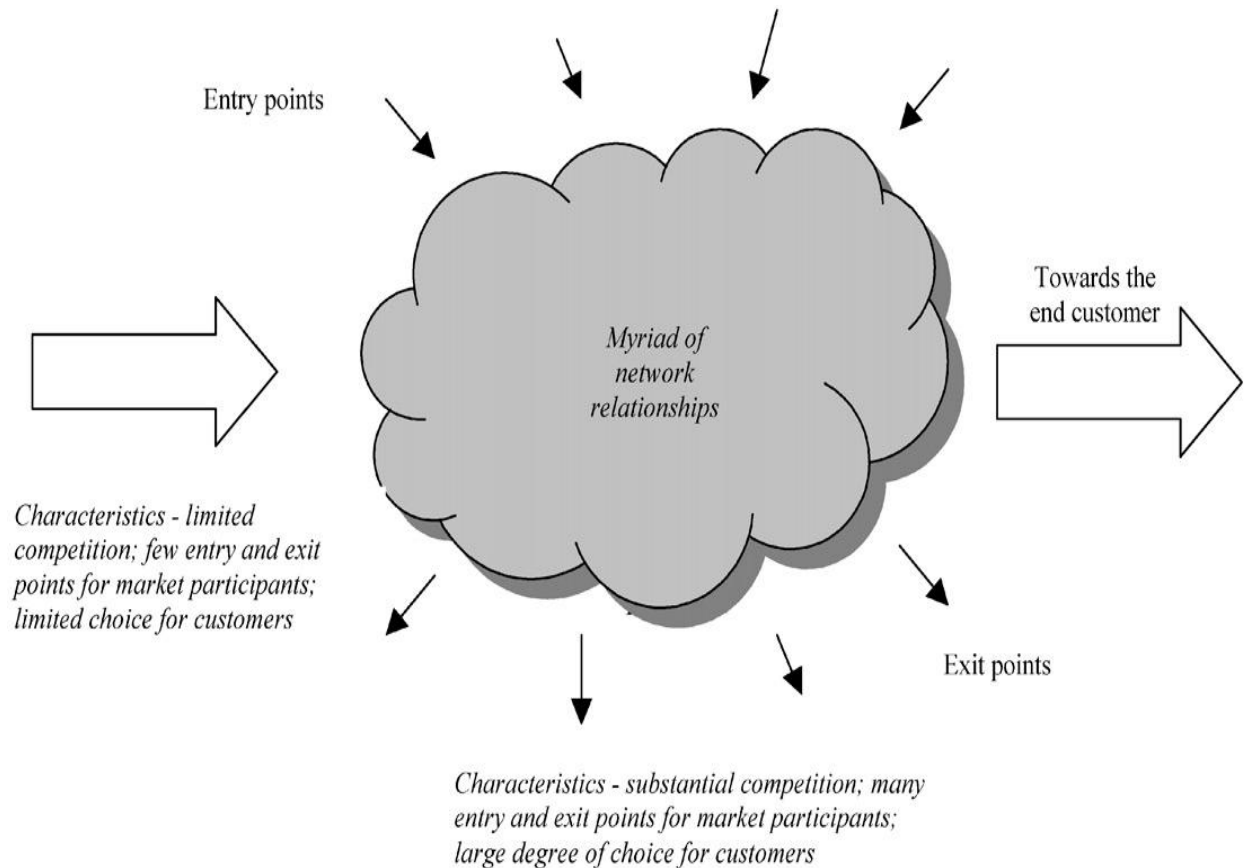 Entry points
Towards the
end customer
Myriad of
network
relationships
Characteristics - limited
competition; few entry and exit
points for market participants;
limited choice for customers
Exit points
Characteristics - substantial competition; many
entry and exit points for market participants;
large degree of choice for customers